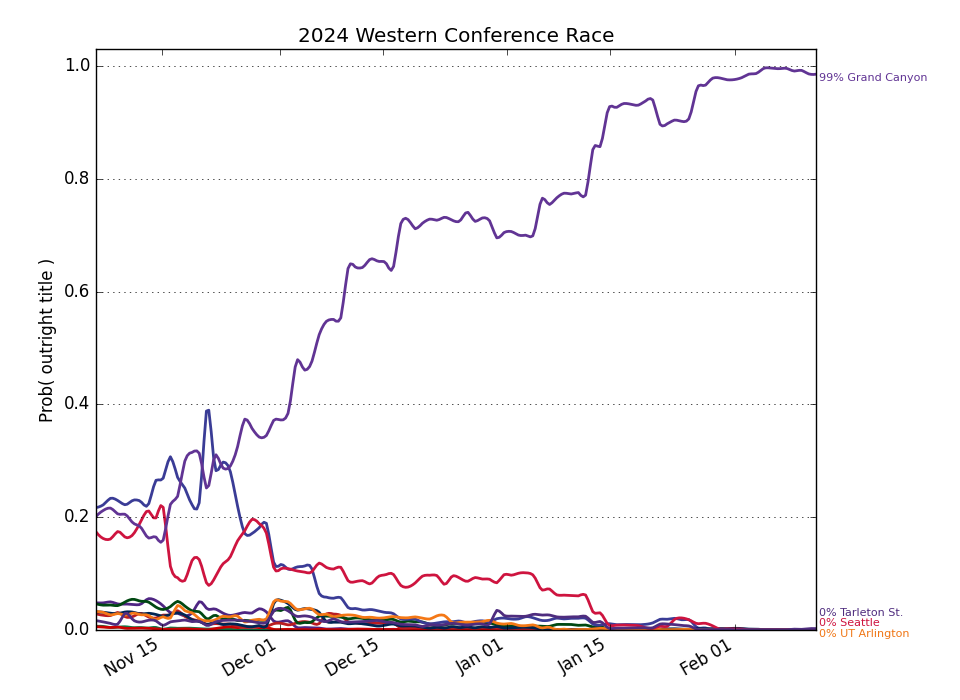 2024 Western Conference Race
1.0
99% Grand Canyon
0.8
0.6
Prob( outright title )
0.4
0.2
0% Tarleton St.
0% Seattle
0.0
0% UT Arlington
Nov 15
Dec 01
Dec 15
Jan 01
Jan 15
Feb 01